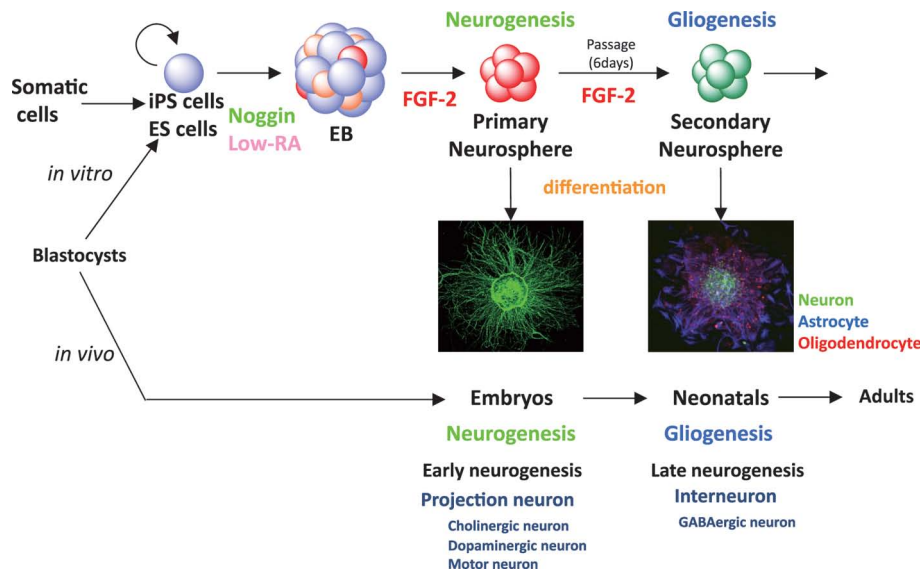 Neurogenesis
Gliogenesis
Passage
(6days)
Somatic
cells
iPS cells
ES cells
Noggin
Low-RA
EB
FGF-2
FGF-2
Primary
Neurosphere
Secondary
Neurosphere
in vitro
differentiation
Blastocysts
Neuron
Astrocyte
Oligodendrocyte
in vivo
Embryos
Neonatals
Adults
Neurogenesis
Gliogenesis
Early neurogenesis
Late neurogenesis
Projection neuron
Interneuron
Cholinergic neuron
GABAergic neuron
Dopaminergic neuron
Motor neuron